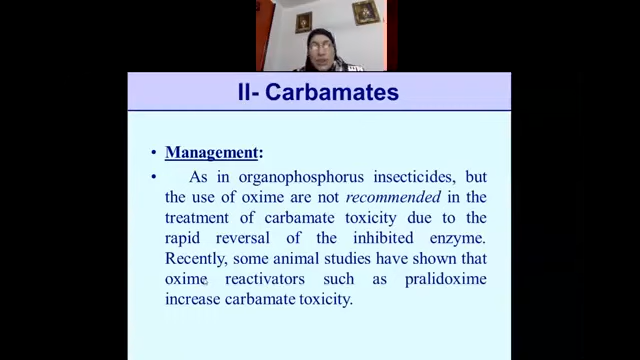 II- Carbamates
• Management:
• As in organophosphorus insecticides, but
the use of oxime are not recommended in the
treatment of carbamate toxicity due to the
rapid reversal of the inhibited enzyme.
Recently, some animal studies have shown that
oxime reactivators such as pralidoxime
increase carbamate toxicity.